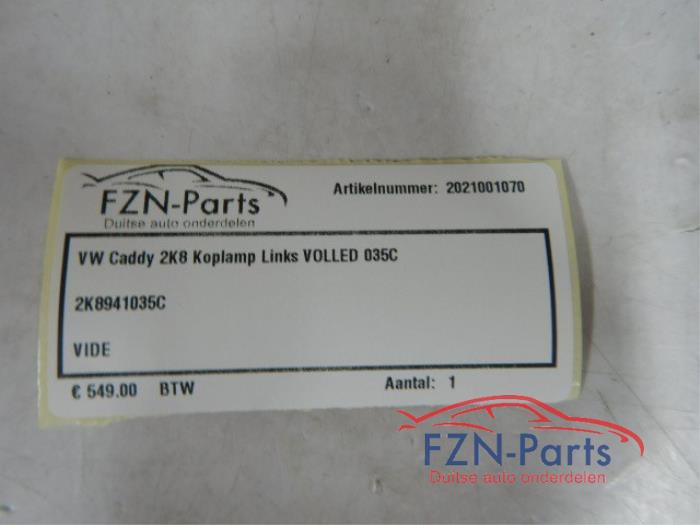 FZN-Parts
Duitse auto onderdelen
Artikelnummer: 2021001070
VW Caddy 2K8 Koplamp Links VOLLED 035C
2K8941035C
VIDE
€ 549.00 BTW
Aantal: 1
FZN-Parts
Duitse auto onderdelen